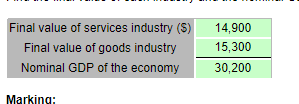 Final value of services industry ($) 14,900
Final value of goods industry 15,300
Nominal GDP of the economy 30,200
Marking: